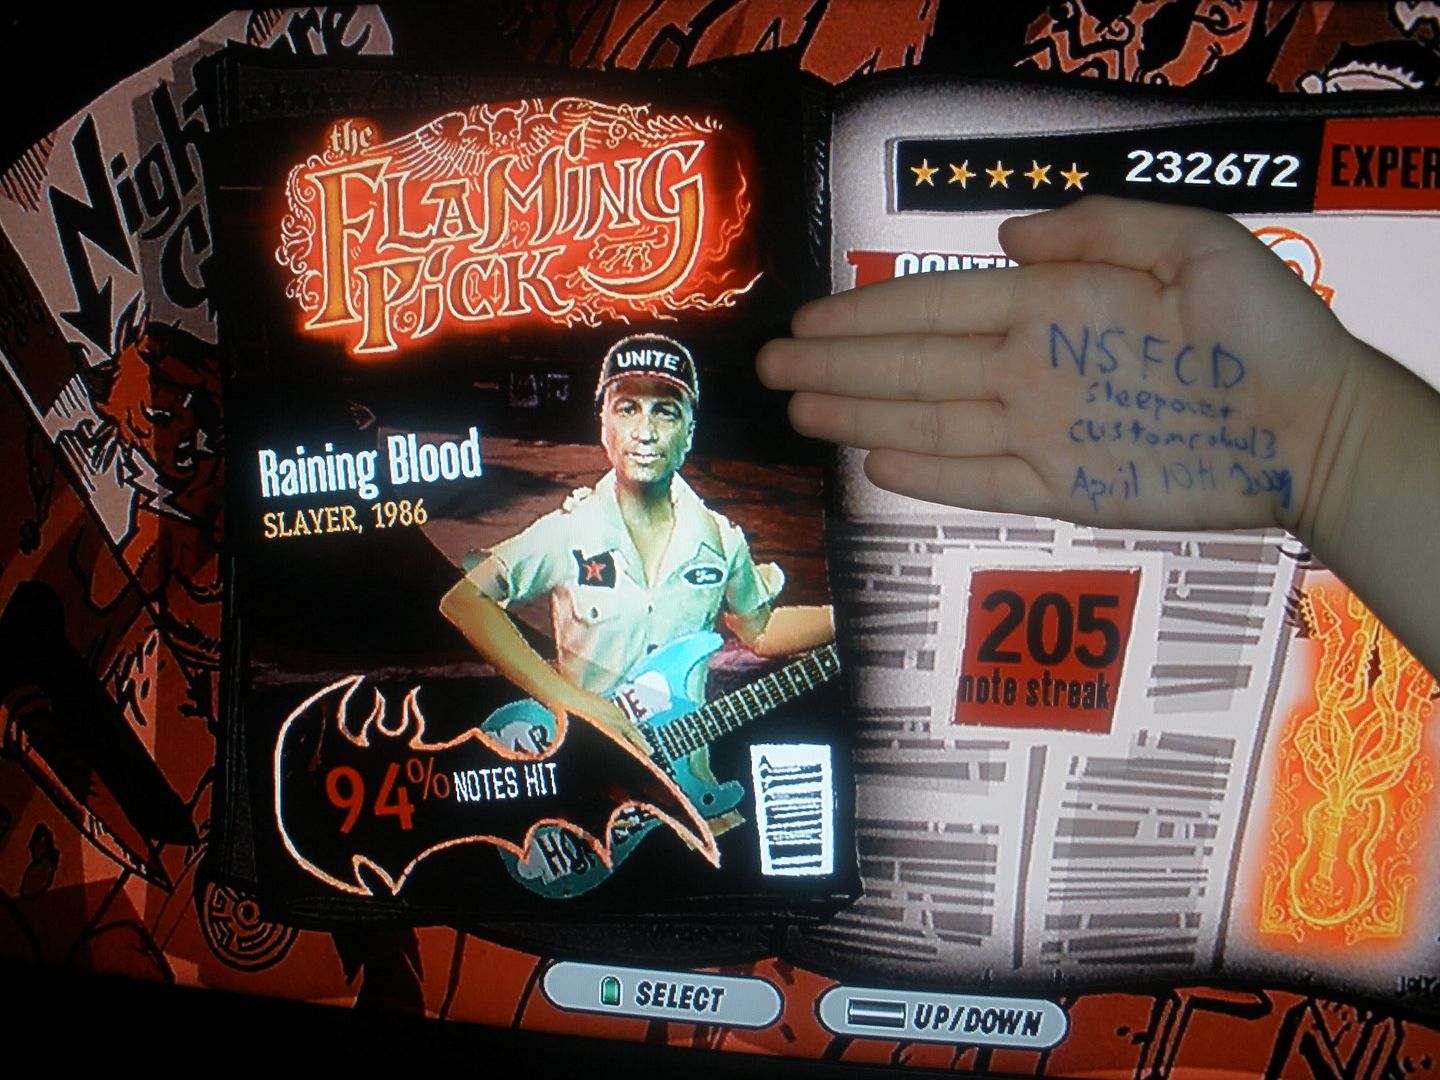 the
FLAMING
PICK
Raining Blood
SLAYER, 1986
UNITE
94% NOTES HIT
232672 EXPER
CONTI
NSFCD
sleepover
customrobo13
April 10TH 2009
205
note streak
SELECT
UP/DOWN